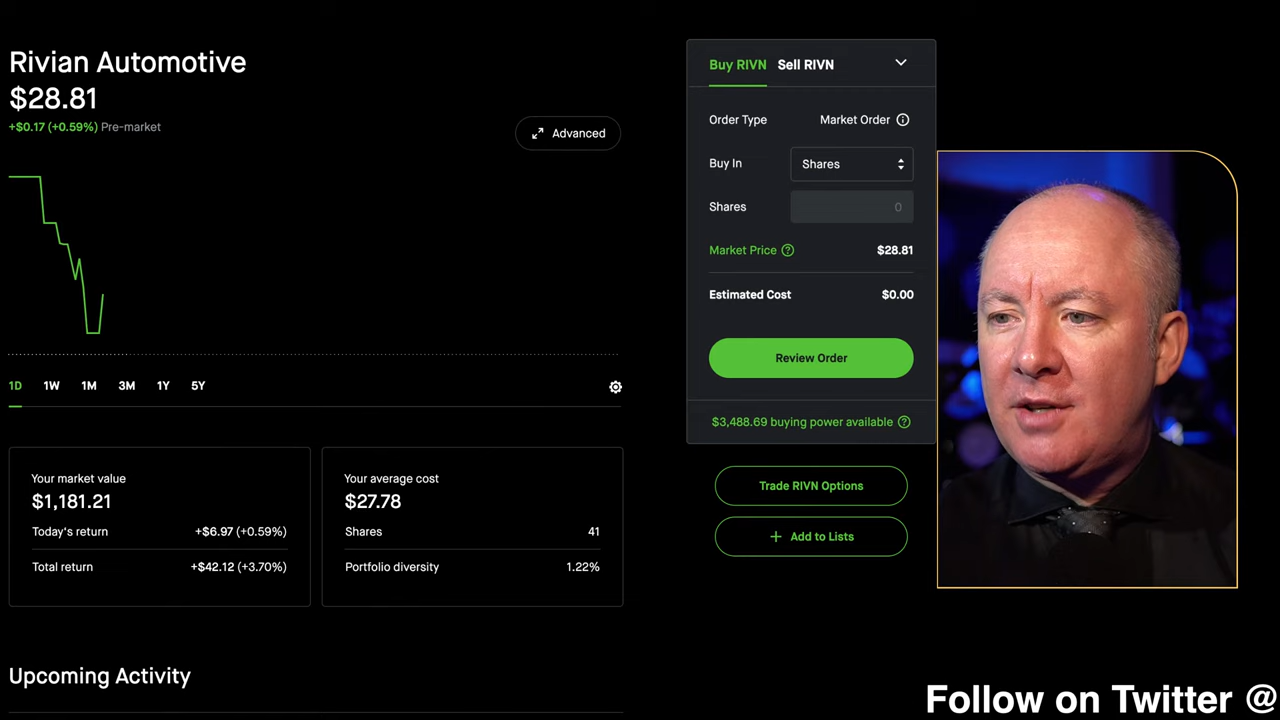 Rivian Automotive
$28.81
+$0.17 (+0.59%) Pre-market
Advanced
1D 1W 1M 3M 1Y 5Y
Your market value
$1,181.21
Today's return +$6.97 (+0.59%)
Total return +$42.12 (+3.70%)
Your average cost
$27.78
Shares 41
Portfolio diversity 1.22%
Upcoming Activity
Buy RIVN Sell RIVN
Order Type Market Order
Buy In Shares
Shares 0
Market Price $28.81
Estimated Cost $0.00
Review Order
$3,488.69 buying power available
Trade RIVN Options
+ Add to Lists
Follow on Twitter @